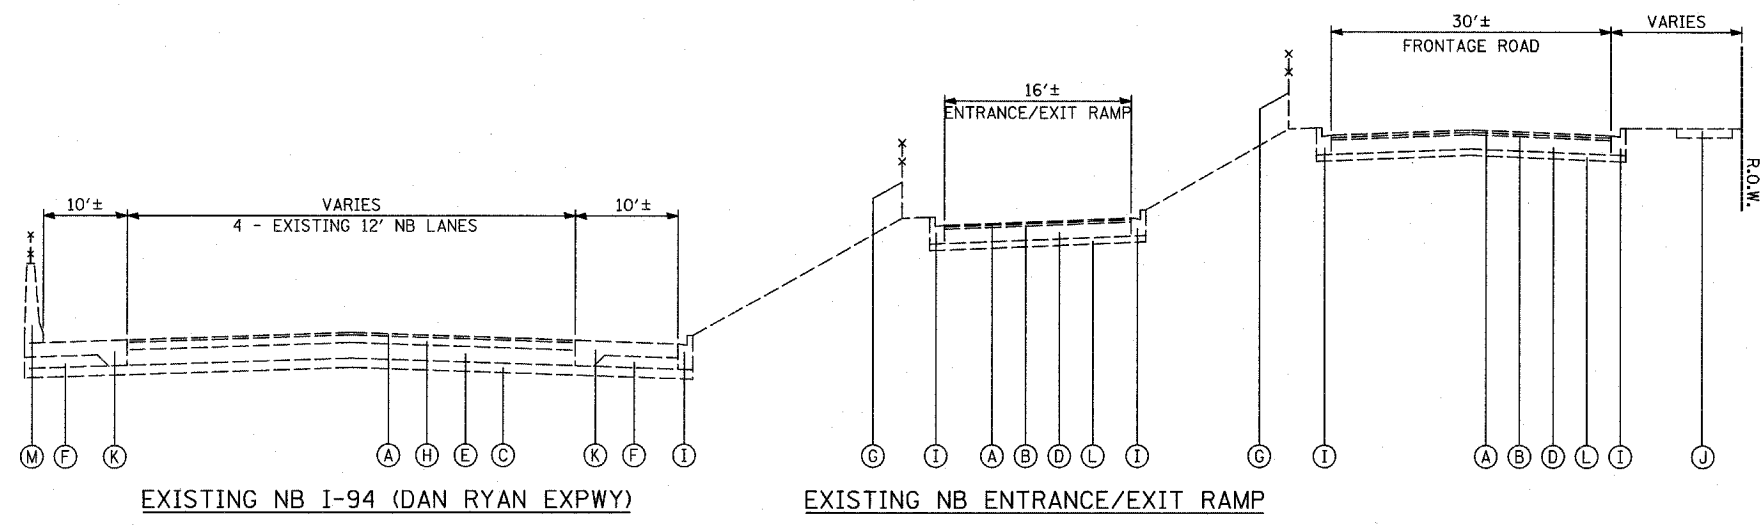 30'±
VARIES
FRONTAGE ROAD
16'±
ENTRANCE/EXIT RAMP
R.O.W.
10'±
VARIES
10'±
4 - EXISTING 12' NB LANES
M F K A H E C K F I G I A B D L I G I A B D L I J
EXISTING NB I-94 (DAN RYAN EXPWY)
EXISTING NB ENTRANCE/EXIT RAMP